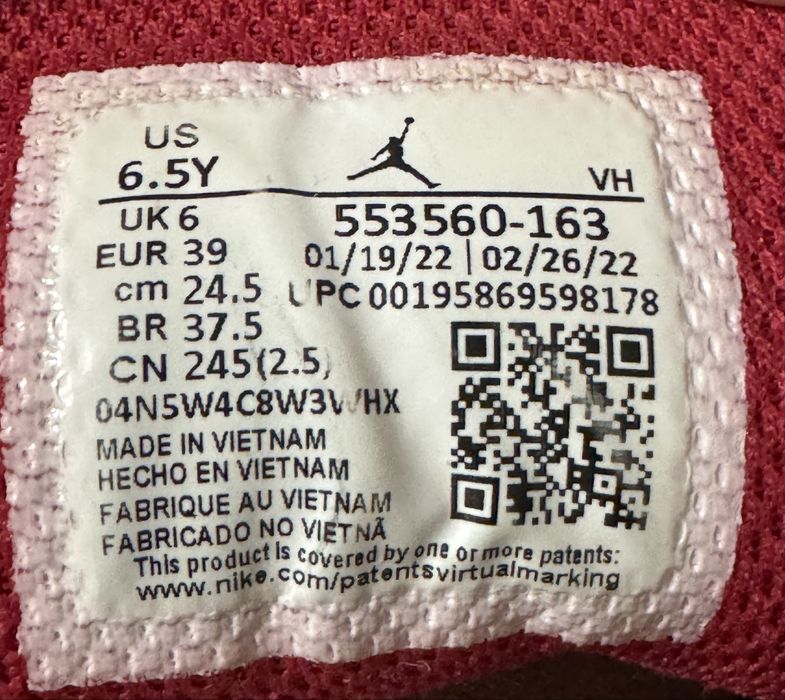 US
6.5Y
VH
UK 6
553560-163
EUR 39
01/19/22 | 02/26/22
cm 24.5
UPC 00195869598178
BR 37.5
CN 245(2.5)
MADE IN VIETNAM
HECHO EN VIETNAM
FABRIQUE AU VIETNAM
FABRICADO NO VIETNÃ
This product is covered by one or more patents:
www.nike.com/patentsvirtualmarking